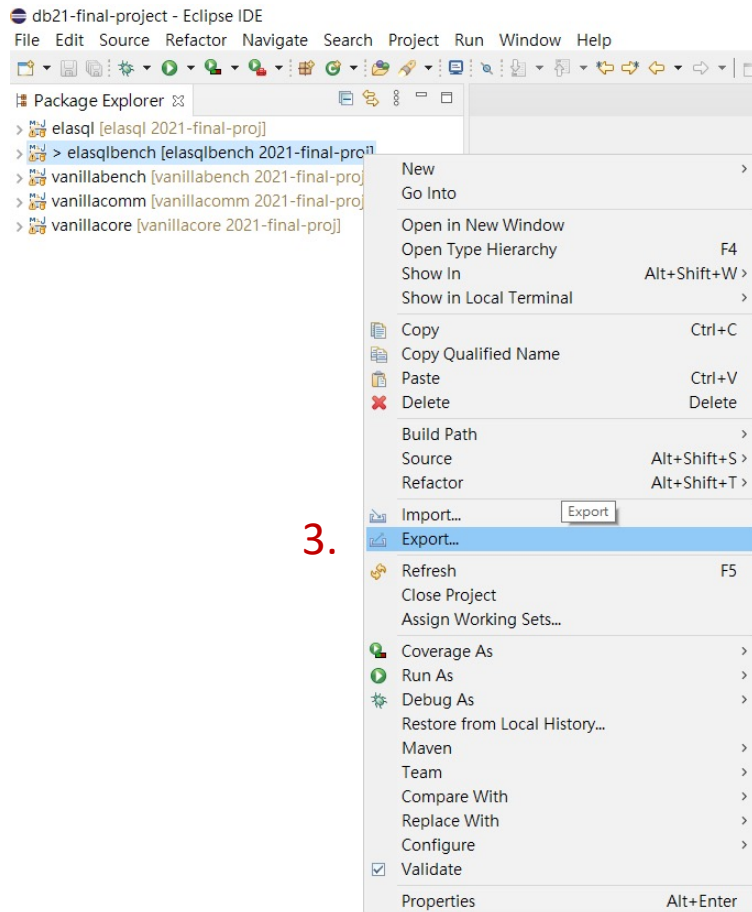 db21-final-project - Eclipse IDE
File Edit Source Refactor Navigate Search Project Run Window Help
Package Explorer
elasql [elasql 2021-final-proj]
> elasqlbench [elasqlbench 2021-final-proj]
vanillabench [vanillabench 2021-final-proj
vanillacomm [vanillacomm 2021-final-proj
vanillacore [vanillacore 2021-final-proj]
New
Go Into
Open in New Window
Open Type Hierarchy F4
Show In Alt+Shift+W
Show in Local Terminal
Copy Ctrl+C
Copy Qualified Name
Paste Ctrl+V
Delete Delete
Build Path
Source Alt+Shift+S
Refactor Alt+Shift+T
Import...
Export
3.
Export...
Refresh F5
Close Project
Assign Working Sets...
Coverage As
Run As
Debug As
Restore from Local History...
Maven
Team
Compare With
Replace With
Configure
Validate
Properties Alt+Enter